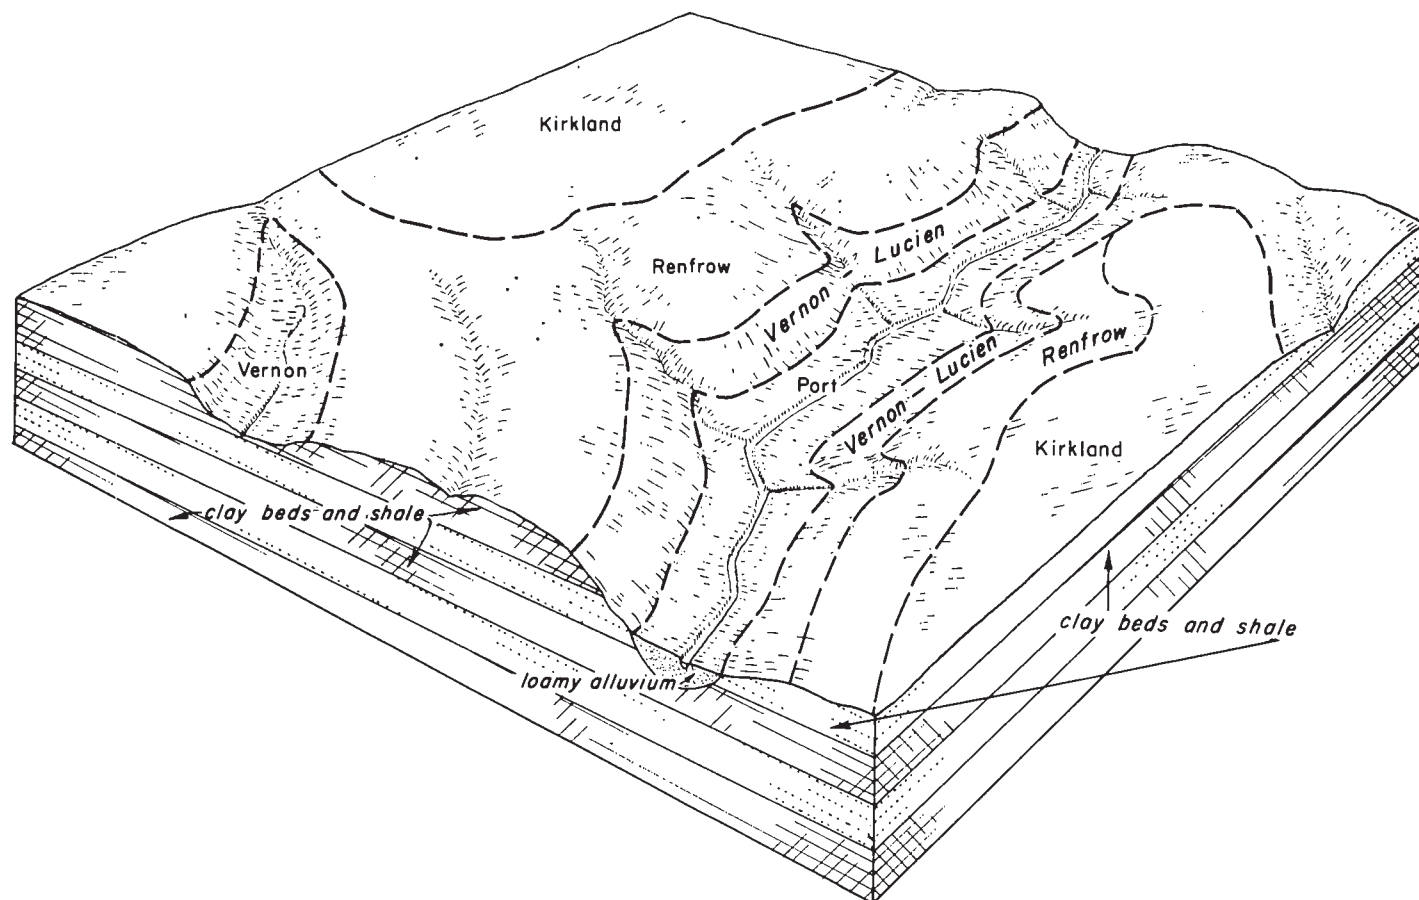 Kirkland
Renfrow
Vernon
Lucien
Vernon
Port
Lucien
Renfrow
Vernon
Kirkland
clay beds and shale
clay beds and shale
loamy alluvium